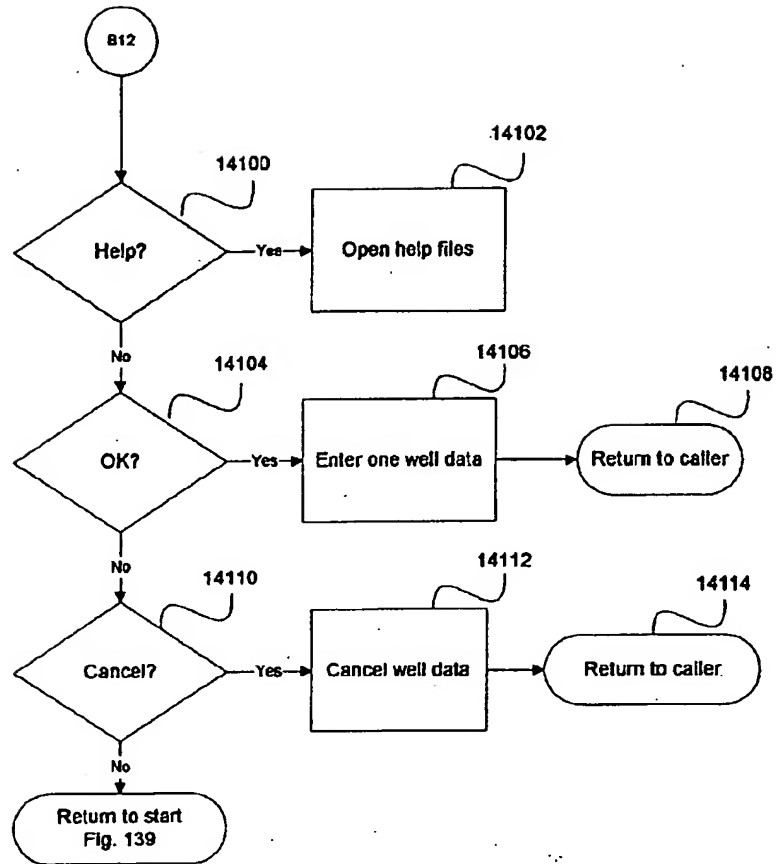 B12
14100
14102
Help?
Yes
Open help files
No
14104
14106
14108
OK?
Yes
Enter one well data
Return to caller
No
14110
14112
14114
Cancel?
Yes
Cancel well data
Return to caller
No
Return to start
Fig. 139